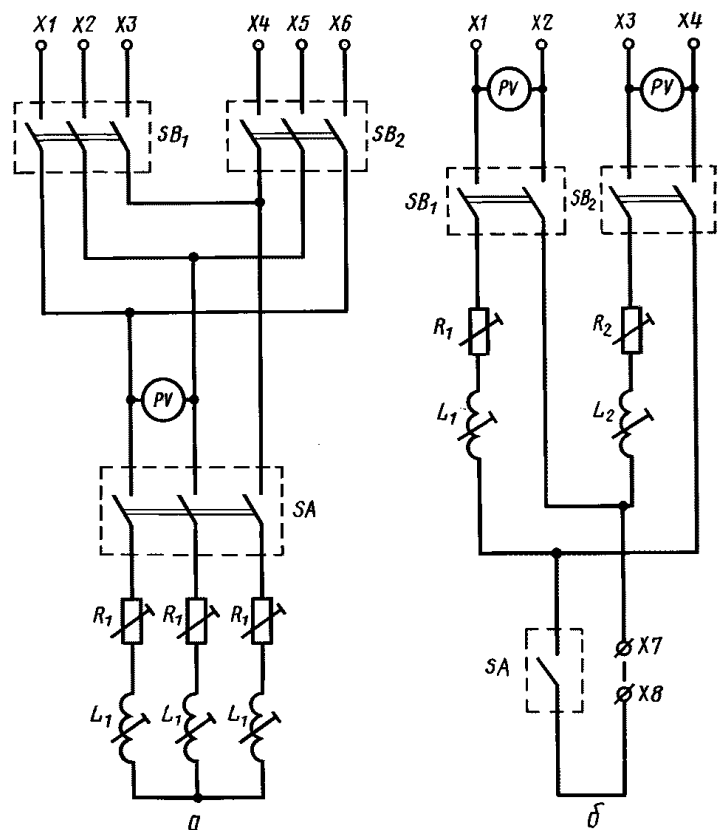 X1 X2 X3 X4 X5 X6
SB1 SB2
PV
SA
R1 R1 R1
L1 L1 L1
а
X1 X2 X3 X4
PV PV
SB1 SB2
R1 R2
L1 L2
SA
X7
X8
б